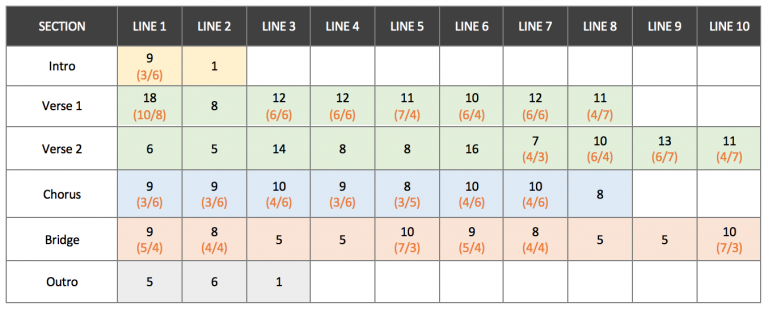 SECTION LINE 1 LINE 2 LINE 3 LINE 4 LINE 5 LINE 6 LINE 7 LINE 8 LINE 9 LINE 10
Intro 9 (3/6) 1
Verse 1 18 (10/8) 8 12 (6/6) 12 (6/6) 11 (7/4) 10 (6/4) 12 (6/6) 11 (4/7)
Verse 2 6 5 14 8 8 16 7 (4/3) 10 (6/4) 13 (6/7) 11 (4/7)
Chorus 9 (3/6) 9 (3/6) 10 (4/6) 9 (3/6) 8 (3/5) 10 (4/6) 10 (4/6) 8
Bridge 9 (5/4) 8 (4/4) 5 5 10 (7/3) 9 (5/4) 8 (4/4) 5 5 10 (7/3)
Outro 5 6 1